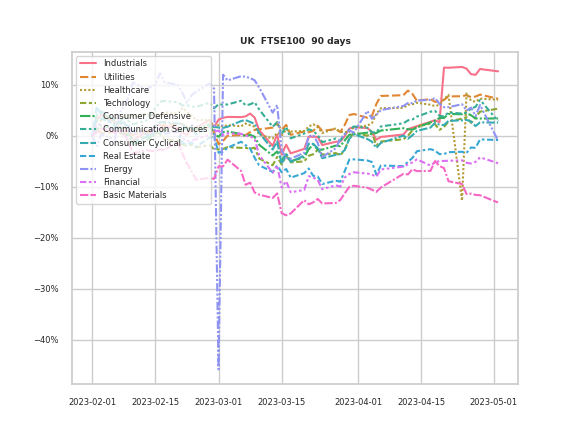 UK FTSE100 90 days
Industrials
Utilities
Healthcare
Technology
Consumer Defensive
Communication Services
Consumer Cyclical
Real Estate
Energy
Financial
Basic Materials
10%
0%
−10%
−20%
−30%
−40%
2023-02-01 2023-02-15 2023-03-01 2023-03-15 2023-04-01 2023-04-15 2023-05-01